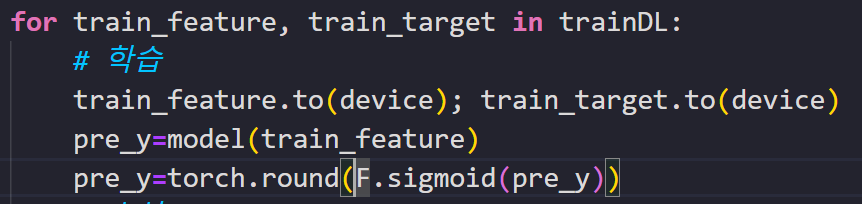 for train_feature, train_target in trainDL:
# 학습
train_feature.to(device); train_target.to(device)
pre_y=model(train_feature)
pre_y=torch.round(F.sigmoid(pre_y))